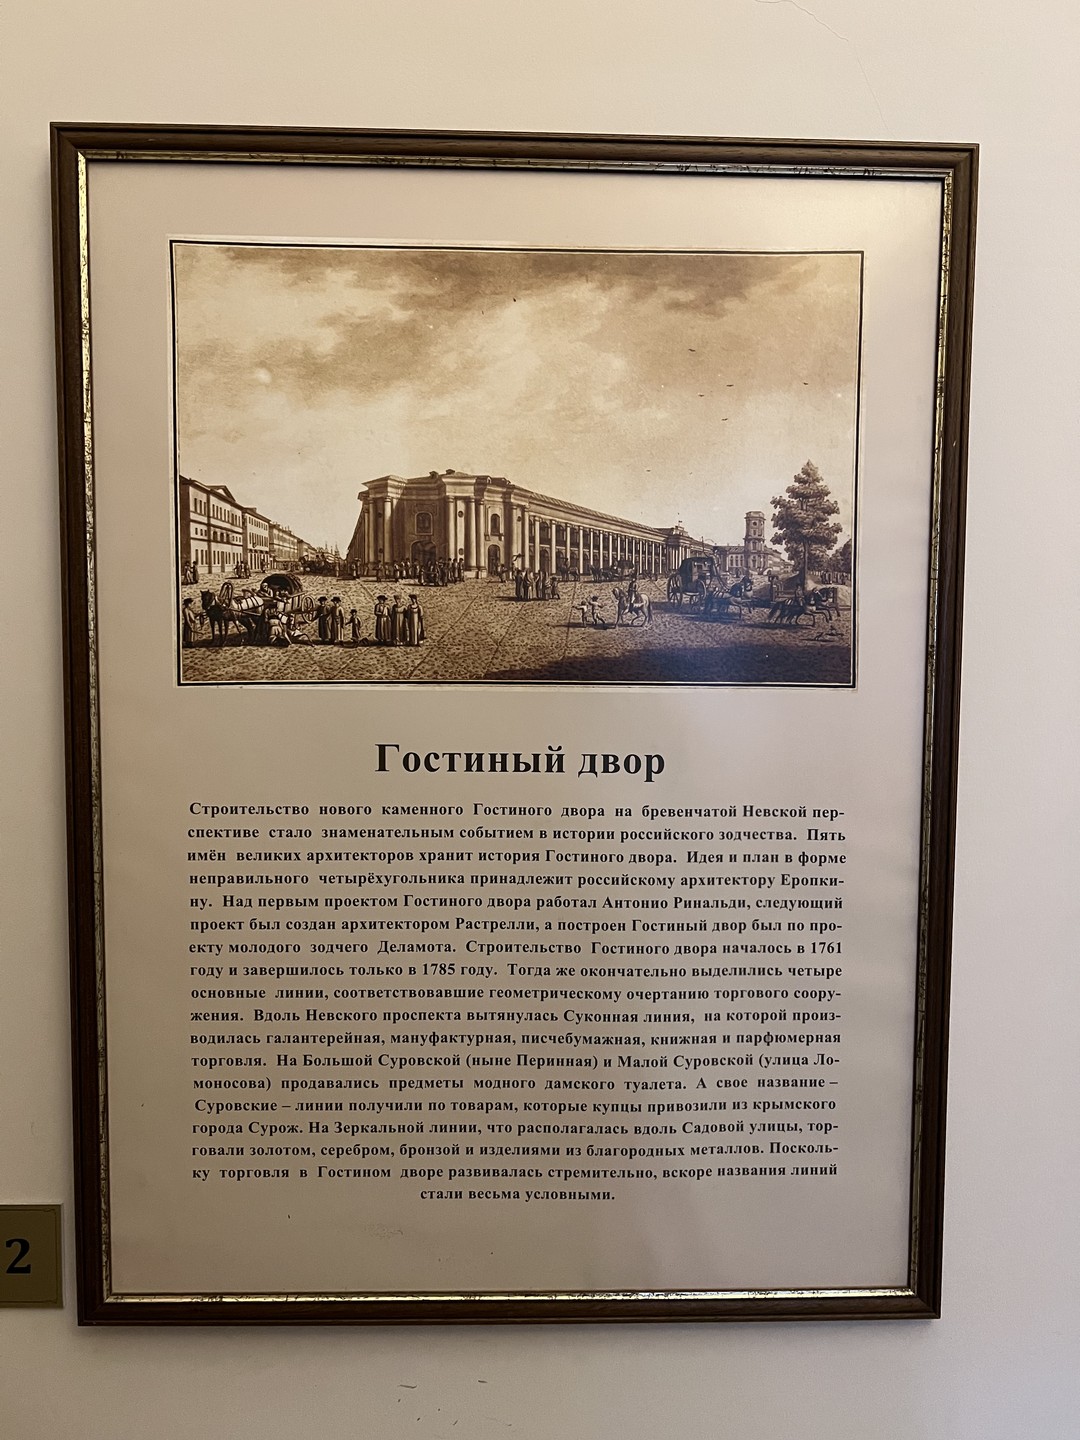 Гостиный двор
Строительство нового каменного Гостиного двора на бревенчатой Невской пер-
спективе стало знаменательным событием в истории российского зодчества. Пять
имён великих архитекторов хранит история Гостиного двора. Идея и план в форме
неправильного четырёхугольника принадлежит российскому архитектору Еропки-
ну. Над первым проектом Гостиного двора работал Антонио Ринальди, следующий
проект был создан архитектором Растрелли, а построен Гостиный двор был по про-
екту молодого зодчего Деламота. Строительство Гостиного двора началось в 1761
году и завершилось только в 1785 году. Тогда же окончательно выделились четыре
основные линии, соответствовавшие геометрическому очертанию торгового соору-
жения. Вдоль Невского проспекта вытянулась Суконная линия, на которой произ-
водилась галантерейная, мануфактурная, писчебумажная, книжная и парфюмерная
торговля. На Большой Суровской (ныне Перинная) и Малой Суровской (улица Ло-
моносова) продавались предметы модного дамского туалета. А свое название –
Суровские – линии получили по товарам, которые купцы привозили из крымского
города Сурож. На Зеркальной линии, что располагалась вдоль Садовой улицы, тор-
говали золотом, серебром, бронзой и изделиями из благородных металлов. Посколь-
ку торговля в Гостином дворе развивалась стремительно, вскоре названия линий
стали весьма условными.
2